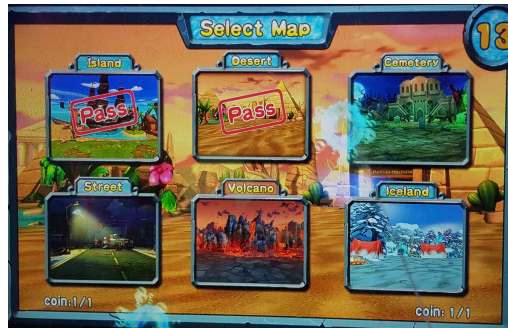 Select Map
13
Island
Desert
Cemetery
Pass
Pass
Street
Volcano
Iceland
coin:1/1
coin: 1/1